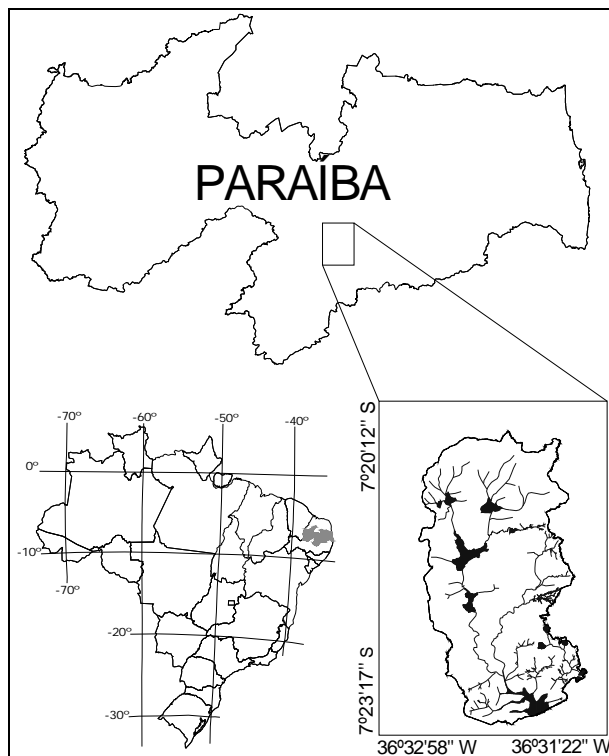 PARAIBA
-70º
-60º
-50º
-40º
0º
-10º
-70º
-20º
-30º
7º20'12" S
7º23'17" S
36º32'58" W
36º31'22" W